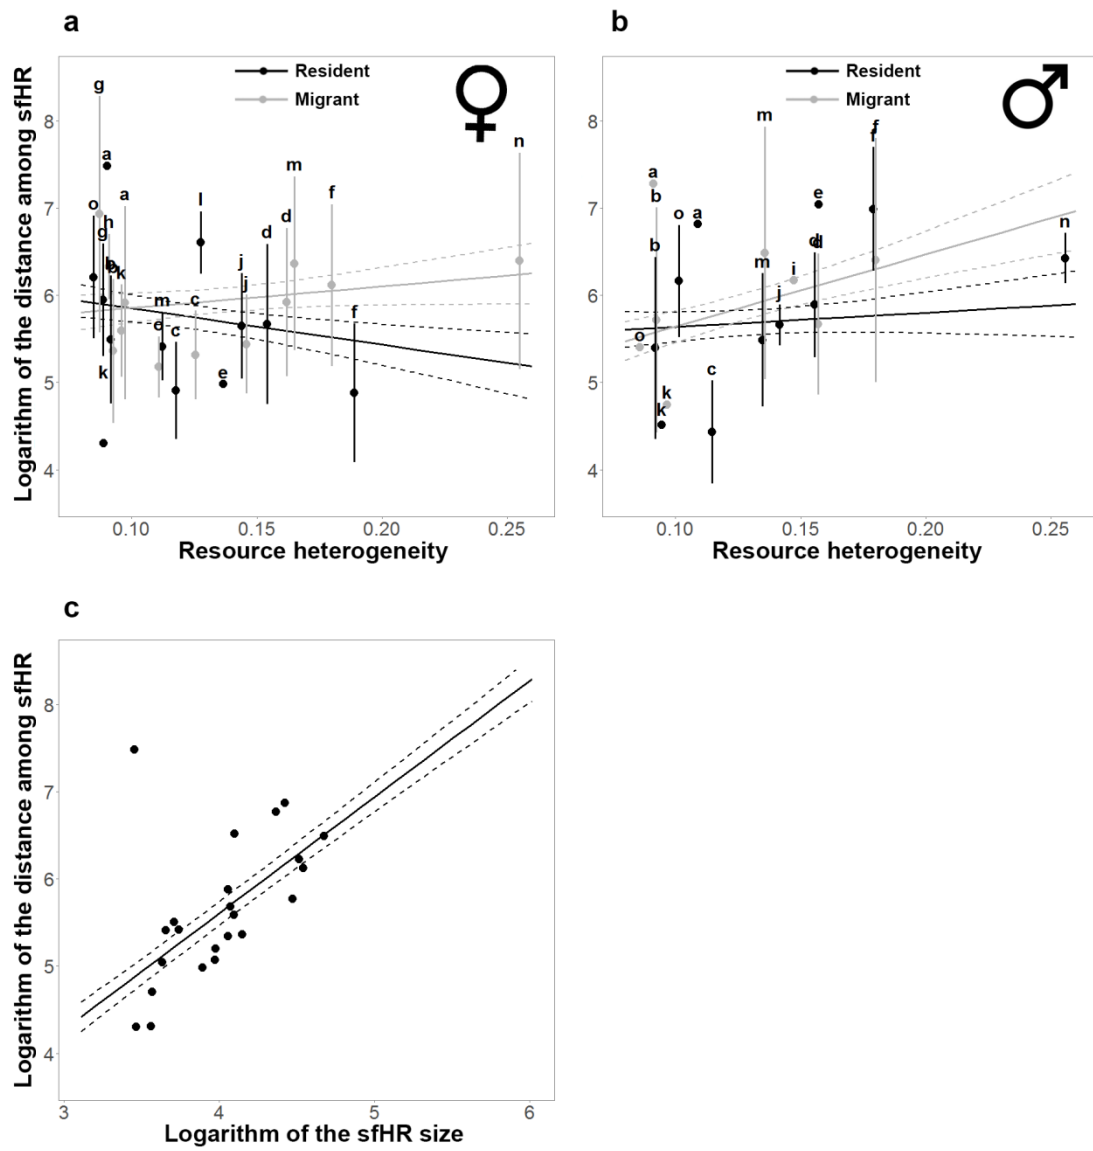 a
b
Resident
Migrant
Resident
Migrant
Logarithm of the distance among sfHR
8
7
6
5
4
g
a
o
a
h
g
k
m
e
c
c
k
l
e
j
j
d
d
m
f
f
n
0.10
0.15
0.20
0.25
Resource heterogeneity
8
7
6
5
4
a
b
o
a
b
o
k
k
c
m
m
i
j
e
d
d
f
f
n
0.10
0.15
0.20
0.25
Resource heterogeneity
c
Logarithm of the distance among sfHR
8
7
6
5
4
3
4
5
6
Logarithm of the sfHR size